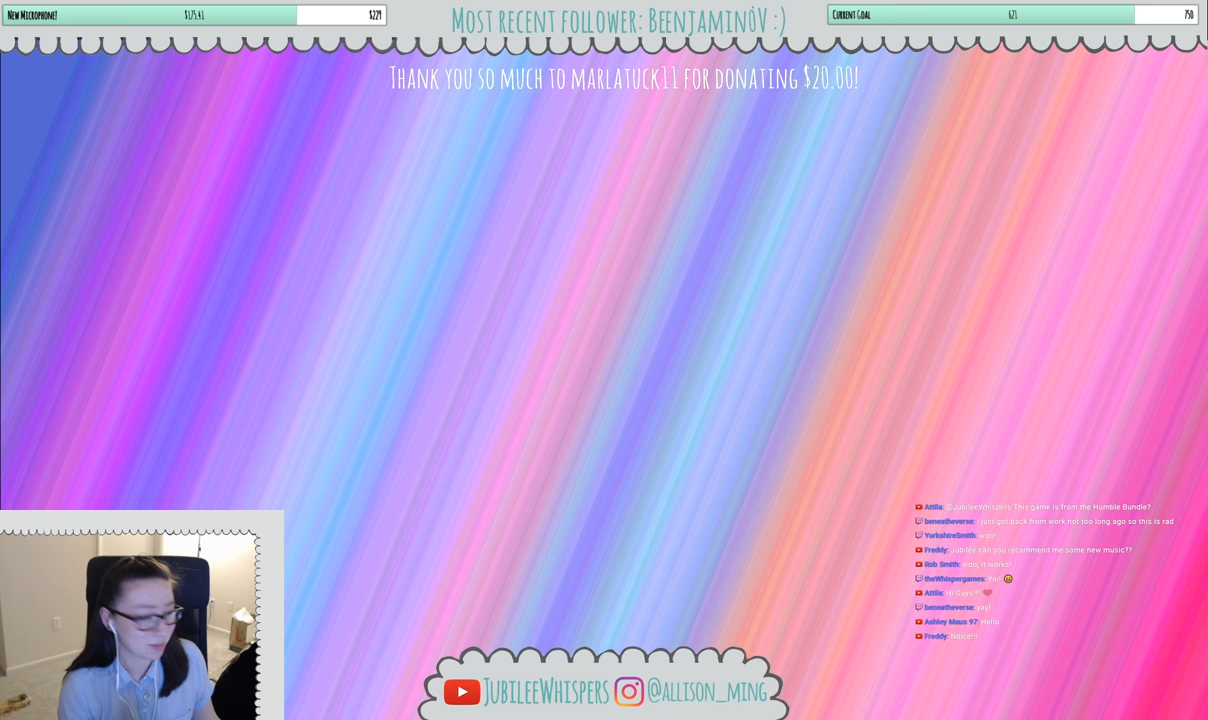 New Microphone! $175.41 $229
Most recent follower: Beenjamin0V :)
Current Goal 621 750
Thank you so much to marlatuck11 for donating $20.00!
Attila: @JubileeWhispers This game is from the Humble Bundle?
beneatheverse: i just got back from work not too long ago so this is rad
YorkshireSmith: woo!
Freddy: Jubilee can you recommend me some new music??
Rob Smith: woo, it works!
theWhispergames: Yai!
Attila: Hi Guys!!!
beneatheverse: yay!
Ashley Maus 97: Hello
Freddy: Noice!!!
JubileeWhispers @allison_ming